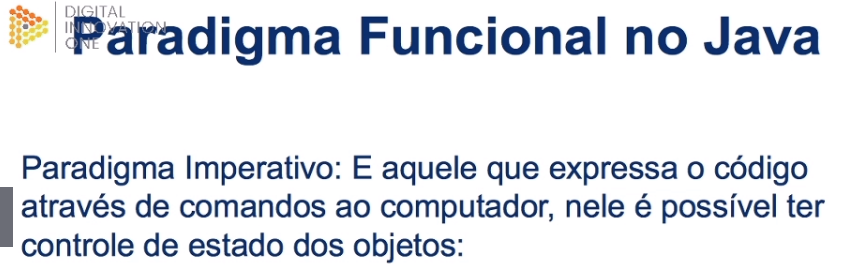 DIGITAL
INNOVATION
ONE
Paradigma Funcional no Java
Paradigma Imperativo: E aquele que expressa o código
através de comandos ao computador, nele é possível ter
controle de estado dos objetos: